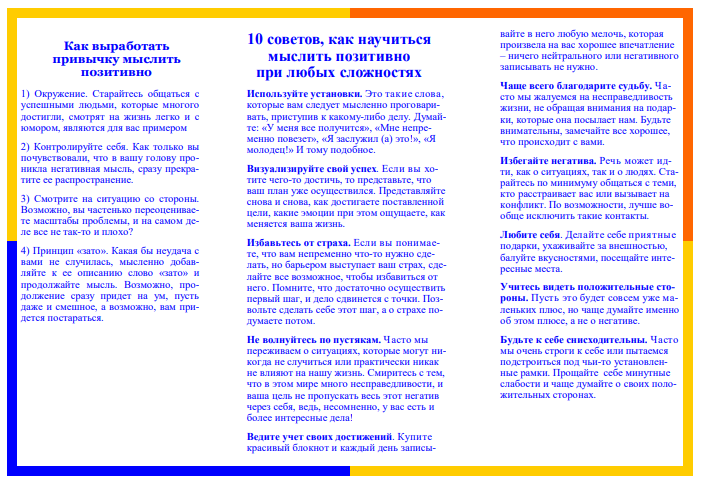 Как выработать
привычку мыслить
позитивно
1) Окружение. Старайтесь общаться с
успешными людьми, которые многого
достигли, смотрят на жизнь легко и с
юмором, являются для вас примером
2) Контролируйте себя. Как только вы
почувствовали, что в вашу голову про-
никла негативная мысль, сразу прекра-
тите ее распространение.
3) Смотрите на ситуацию со стороны.
Возможно, вы частенько переоценивае-
те масштабы проблемы, и на самом де-
ле все не так-то и плохо?
4) Принцип «зато». Какая бы неудача с
вами не случилась, мысленно добав-
ляйте к ее описанию слово «зато» и
продолжайте мысль. Возможно, про-
должение сразу придет на ум, пусть
даже и смешное, а возможно, вам при-
дется постараться.
10 советов, как научиться
мыслить позитивно
при любых сложностях
Используйте установки. Это такие слова,
которые вам следует мысленно проговари-
вать, приступив к какому-либо делу. Думай-
те: «У меня все получится», «Мне непре-
менно повезет», «Я заслужил (а) это!», «Я
молодец!» И тому подобное.
Визуализируйте свой успех. Если вы хо-
тите чего-то достичь, то представьте, что
ваш план уже осуществился. Представляйте
снова и снова, как достигаете поставленной
цели, какие эмоции при этом ощущаете, как
меняется ваша жизнь.
Избавьтесь от страха. Если вы понимае-
те, что вам непременно что-то нужно сде-
лать, но барьером выступает ваш страх, сде-
лайте все возможное, чтобы избавиться от
него. Помните, что достаточно осуществить
первый шаг, и дело сдвинется с точки. Поз-
вольте сделать себе этот шаг, а о страхе по-
думаете потом.
Не волнуйтесь по пустякам. Часто мы
переживаем о ситуациях, которые могут ни-
когда не случиться или практически никак
не влияют на нашу жизнь. Смиритесь с тем,
что в этом мире много несправедливости, и
ваша цель не пропускать весь этот негатив
через себя, ведь, несомненно, у вас есть и
более интересные дела!
Ведите учет своих достижений. Купите
красивый блокнот и каждый день записы-
вайте в него любую мелочь, которая
произвела на вас хорошее впечатление
– ничего нейтрального или негативного
записывать не нужно.
Чаще всего благодарите судьбу. Ча-
сто мы жалуемся на несправедливость
жизни, не обращая внимания на подар-
ки, которые она посылает нам. Будьте
внимательны, замечайте все хорошее,
что происходит с вами.
Избегайте негатива. Речь может ид-
ти, как о ситуациях, так и о людях. Ста-
райтесь по минимуму общаться с теми,
кто расстраивает вас или вызывает на
конфликт. По возможности, лучше во-
обще исключить такие контакты.
Любите себя. Делайте себе приятные
подарки, ухаживайте за внешностью,
балуйте вкусностями, посещайте инте-
ресные места.
Учитесь видеть положительные сто-
роны. Пусть это будет совсем уже ма-
леньких плюс, но чаще думайте именно
об этом плюсе, а не о негативе.
Будьте к себе снисходительны. Часто
мы очень строги к себе или пытаемся
подстроиться под чьи-то установлен-
ные рамки. Прощайте себе минутные
слабости и чаще думайте о своих поло-
жительных сторонах.